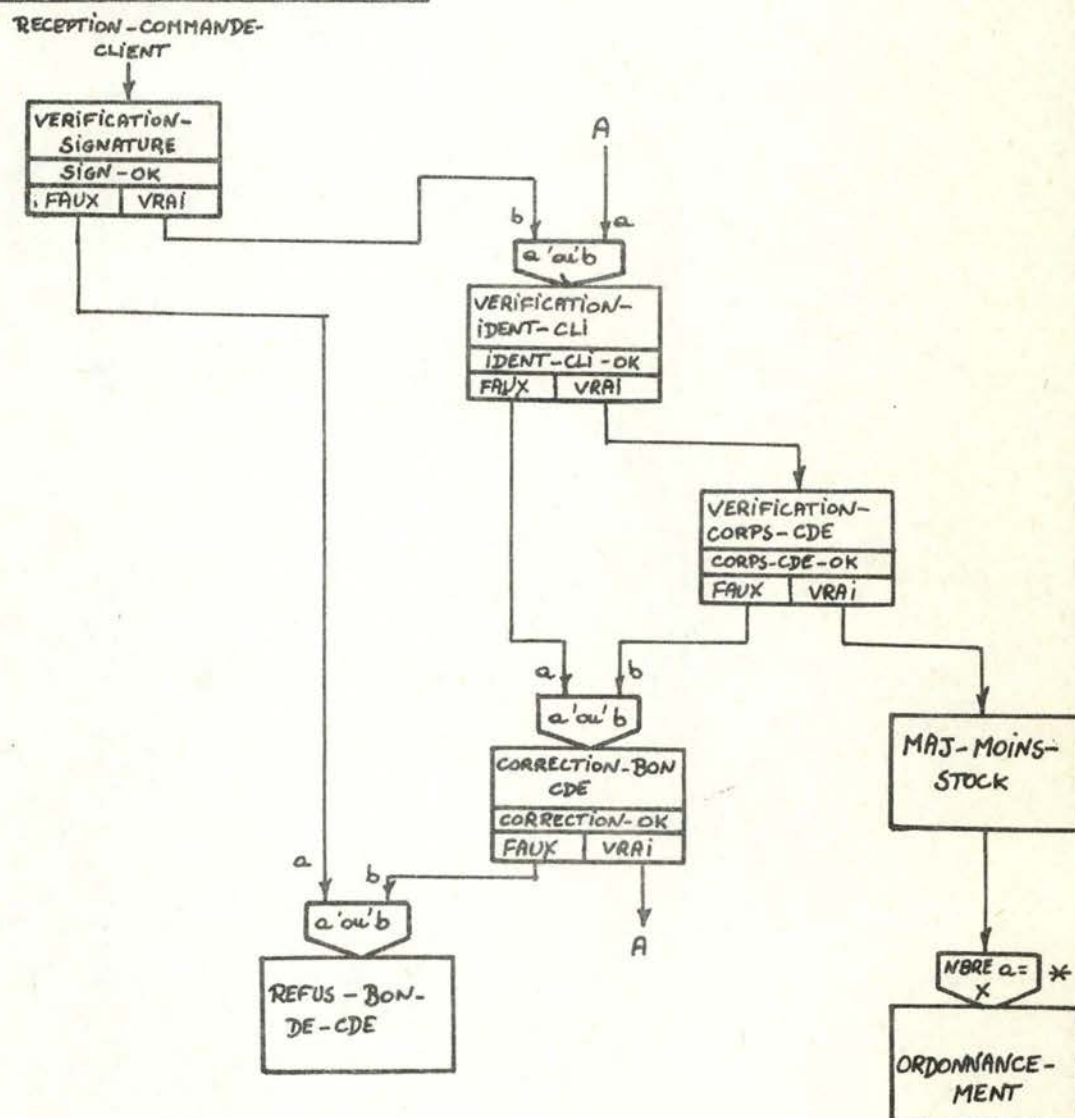 RECEPTION-COMMANDE-
CLIENT
VERIFICATION-
SIGNATURE
SIGN-OK
FAUX
VRAI
A
b
a
a'ou'b
VERIFICATION-
IDENT-CLI
IDENT-CLI-OK
FAUX
VRAI
VERIFICATION-
CORPS-CDE
CORPS-CDE-OK
FAUX
VRAI
a
b
a'ou'b
CORRECTION-BON
CDE
CORRECTION-OK
FAUX
VRAI
MAJ-MOINS-
STOCK
a
b
a'ou'b
A
REFUS-BON-
DE-CDE
NBRE a=
X
*
ORDONNANCE-
MENT